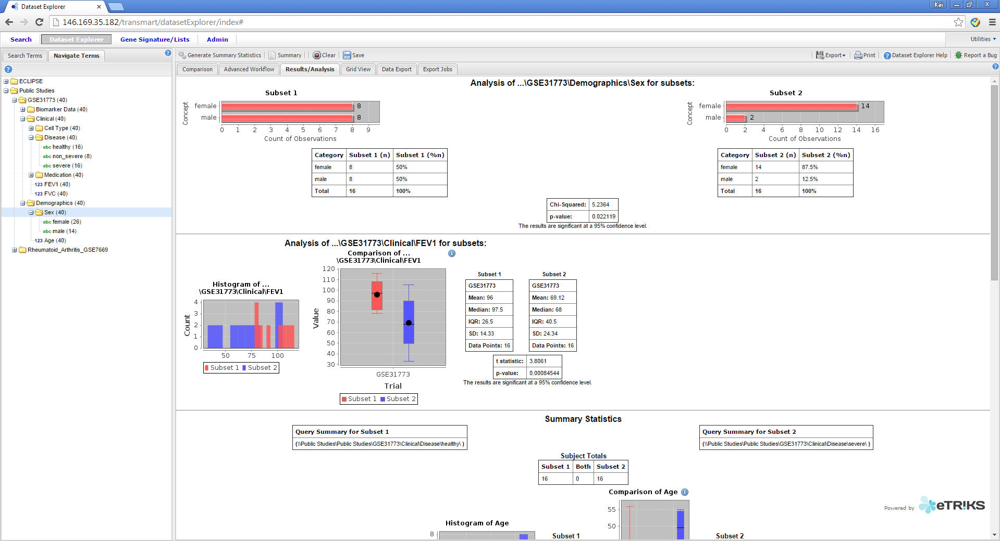 Dataset Explorer
Kai
146.169.35.182/transmart/datasetExplorer/index#
Search Dataset Explorer Gene Signature/Lists Admin Utilities
Search Terms Navigate Terms
ECLIPSE
Public Studies
GSE31773 (40)
Biomarker Data (40)
Clinical (40)
Cell Type (40)
Disease (40)
abc healthy (16)
abc non_severe (8)
abc severe (16)
Medication (40)
123 FEV1 (40)
123 FVC (40)
Demographics (40)
Sex (40)
abc female (26)
abc male (14)
123 Age (40)
Rheumatoid_Arthritis_GSE7669
Generate Summary Statistics Summary Clear Save Export Print Dataset Explorer Help Report a Bug
Comparison Advanced Workflow Results/Analysis Grid View Data Export Export Jobs
Analysis of ...\GSE31773\Demographics\Sex for subsets:
Subset 1
Concept
female 8
male 8
0 1 2 3 4 5 6 7 8 9
Count of Observations
Category Subset 1 (n) Subset 1 (%n)
female 8 50%
male 8 50%
Total 16 100%
Subset 2
Concept
female 14
male 2
0 2 4 6 8 10 12 14 16
Count of Observations
Category Subset 2 (n) Subset 2 (%n)
female 14 87.5%
male 2 12.5%
Total 16 100%
Chi-Squared: 5.2364
p-value: 0.022119
The results are significant at a 95% confidence level.
Analysis of ...\GSE31773\Clinical\FEV1 for subsets:
Histogram of ...
\GSE31773\Clinical\FEV1
Count
4
3
2
1
0
50 75 100
Subset 1 Subset 2
Comparison of ...
\GSE31773\Clinical\FEV1
Value
120
110
100
90
80
70
60
50
40
30
GSE31773
Trial
Subset 1 Subset 2
Subset 1
GSE31773
Mean: 96
Median: 97.5
IQR: 26.5
SD: 14.33
Data Points: 16
Subset 2
GSE31773
Mean: 69.12
Median: 68
IQR: 40.5
SD: 24.34
Data Points: 16
t statistic: 3.8061
p-value: 0.00084544
The results are significant at a 95% confidence level.
Summary Statistics
Query Summary for Subset 1
(\\Public Studies\Public Studies\GSE31773\Clinical\Disease\healthy\ )
Query Summary for Subset 2
(\\Public Studies\Public Studies\GSE31773\Clinical\Disease\severe\ )
Subject Totals
Subset 1 Both Subset 2
16 0 16
Comparison of Age
55
50
Histogram of Age
8
Subset 1 Subset 2
Powered by eTRIKS